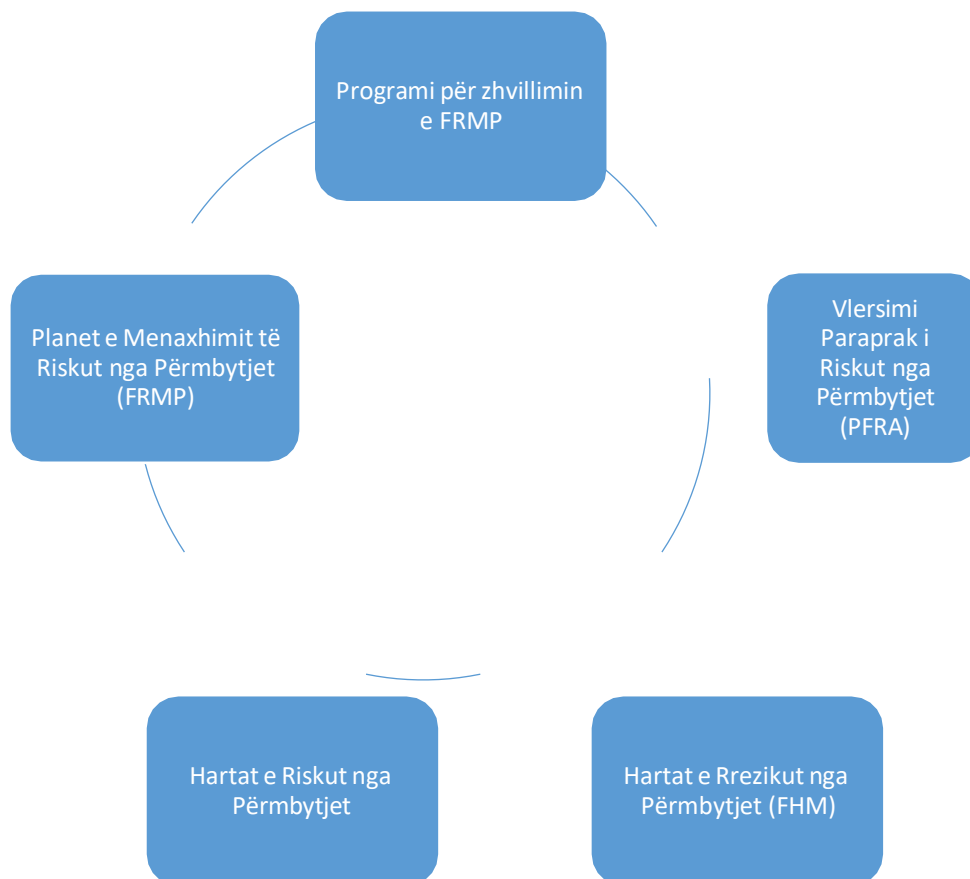 Programi për zhvillimin
e FRMP
Vlersimi
Paraprak i
Riskut nga
Përmbytjet
(PFRA)
Hartat e Rrezikut nga
Përmbytjet (FHM)
Hartat e Riskut nga
Përmbytjet
Planet e Menaxhimit të
Riskut nga Përmbytjet
(FRMP)